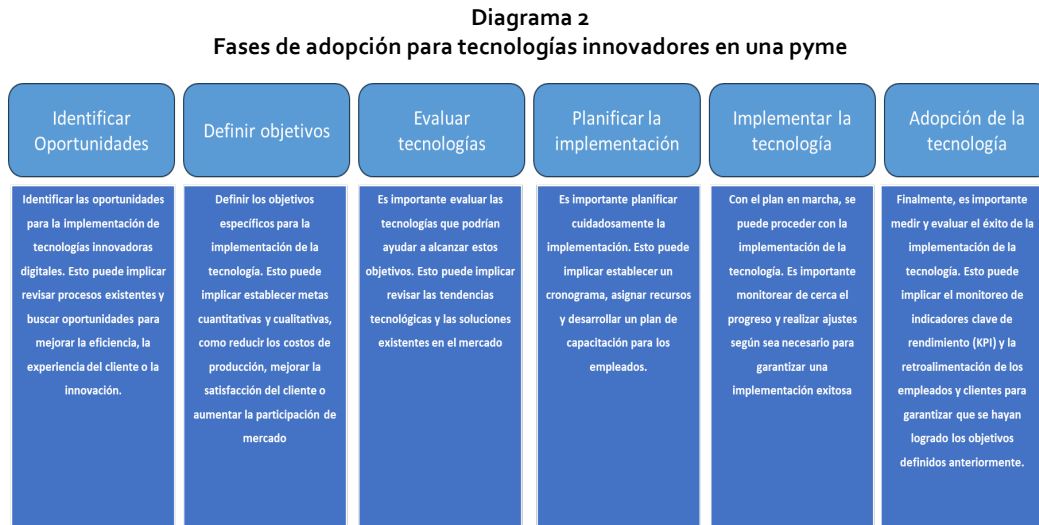 Diagrama 2
Fases de adopción para tecnologías innovadores en una pyme
Identificar
Oportunidades
Identificar las oportunidades
para la implementación de
tecnologías innovadoras
digitales. Esto puede implicar
revisar procesos existentes y
buscar oportunidades para
mejorar la eficiencia, la
experiencia del cliente o la
innovación.
Definir objetivos
Definir los objetivos
específicos para la
implementación de la
tecnología. Esto puede
implicar establecer metas
cuantitativas y cualitativas,
como reducir los costos de
producción, mejorar la
satisfacción del cliente o
aumentar la participación de
mercado
Evaluar
tecnologías
Es importante evaluar las
tecnologías que podrían
ayudar a alcanzar estos
objetivos. Esto puede implicar
revisar las tendencias
tecnológicas y las soluciones
existentes en el mercado
Planificar la
implementación
Es importante planificar
cuidadosamente la
implementación. Esto puede
implicar establecer un
cronograma, asignar recursos
y desarrollar un plan de
capacitación para los
empleados.
Implementar la
tecnología
Con el plan en marcha, se
puede proceder con la
implementación de la
tecnología. Es importante
monitorear de cerca el
progreso y realizar ajustes
según sea necesario para
garantizar una
implementación exitosa
Adopción de la
tecnología
Finalmente, es importante
medir y evaluar el éxito de la
implementación de la
tecnología. Esto puede
implicar el monitoreo de
indicadores clave de
rendimiento (KPI) y la
retroalimentación de los
empleados y clientes para
garantizar que se hayan
logrado los objetivos
definidos anteriormente.